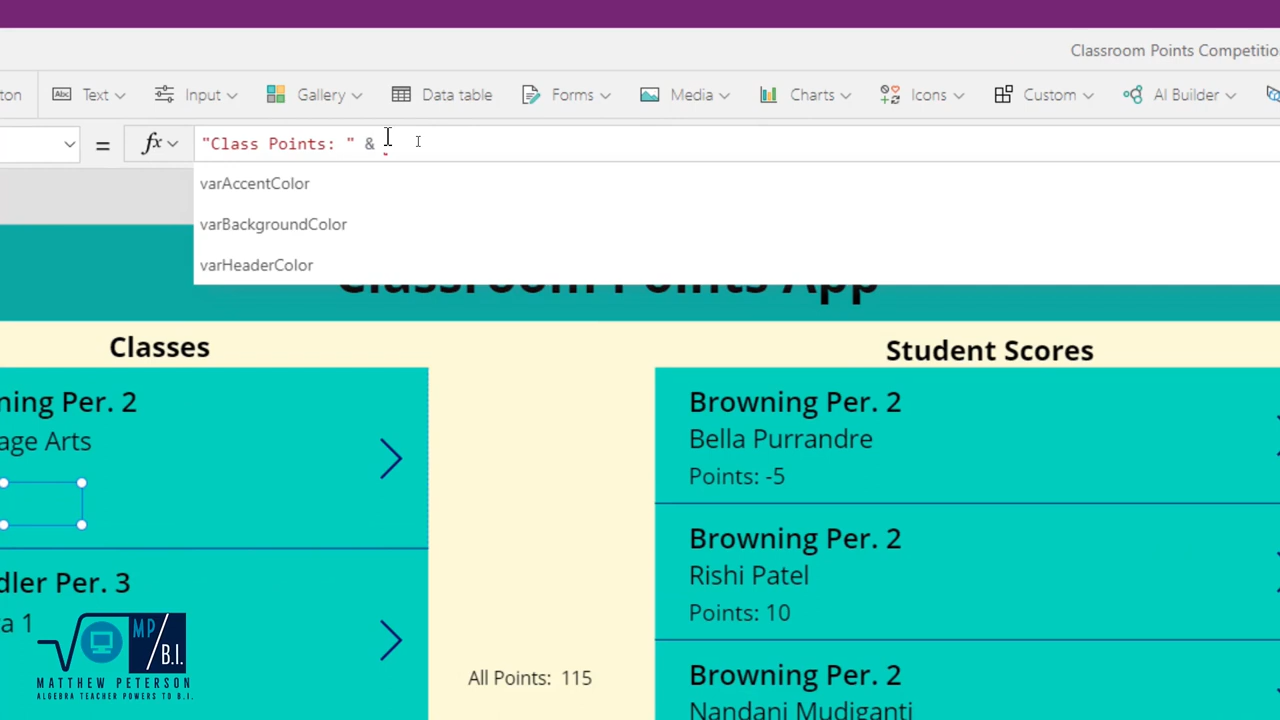 Classroom Points Competitio
ton Text Input Gallery Data table Forms Media Charts Icons Custom AI Builder
= fx "Class Points: " &
varAccentColor
varBackgroundColor
varHeaderColor
Classroom Points App
Classes
Student Scores
ning Per. 2
age Arts
Browning Per. 2
Bella Purrandre
Points: -5
Browning Per. 2
Rishi Patel
Points: 10
dler Per. 3
a 1
All Points: 115
Browning Per. 2
Nandani Mudiganti
MP
B.I.
MATTHEW PETERSON
ALGEBRA TEACHER POWERS TO B.I.